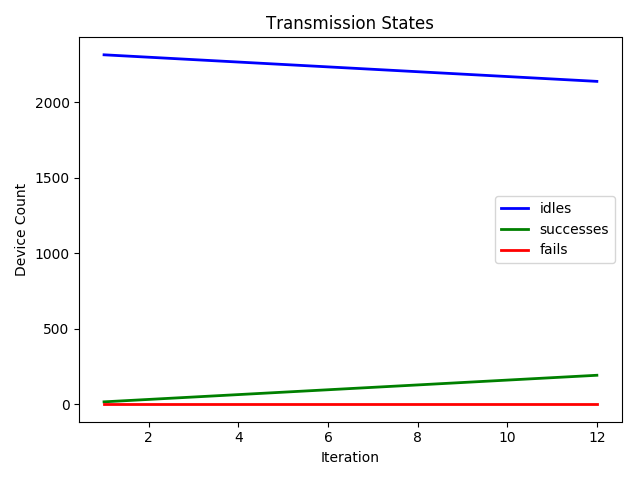 Transmission States
Device Count
2000
1500
1000
500
0
idles
successes
fails
2 4 6 8 10 12
Iteration